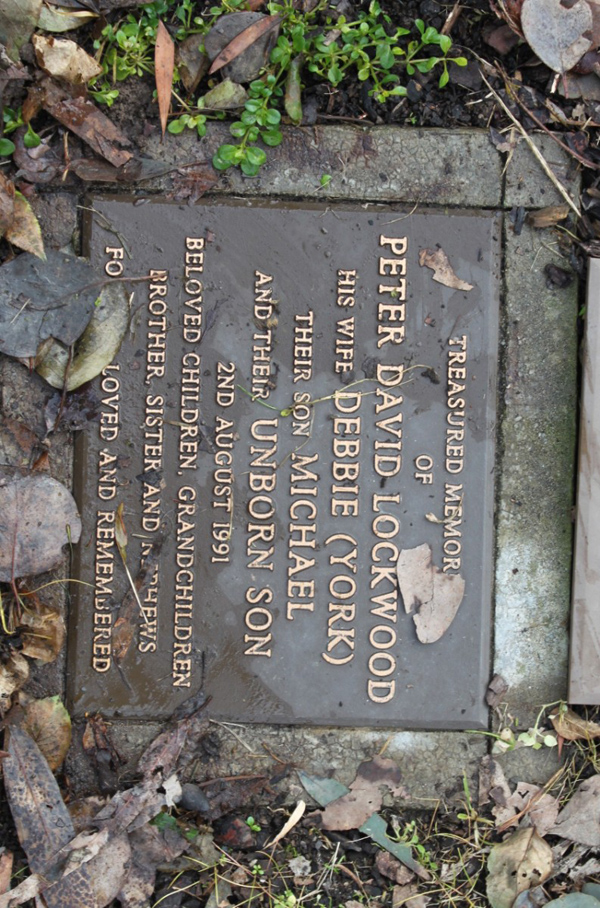 TREASURED MEMOR
OF
PETER DAVID LOCKWOOD
HIS WIFE DEBBIE (YORK)
THEIR SON MICHAEL
AND THEIR UNBORN SON
2ND AUGUST 1991
BELOVED CHILDREN, GRANDCHILDREN
BROTHER, SISTER AND
LOVED AND REMEMBERED